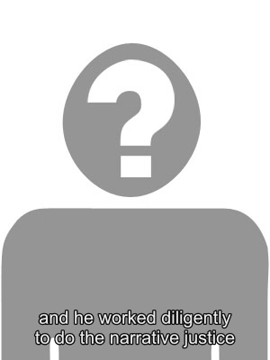 ?
and he worked diligently
to do the narrative justice